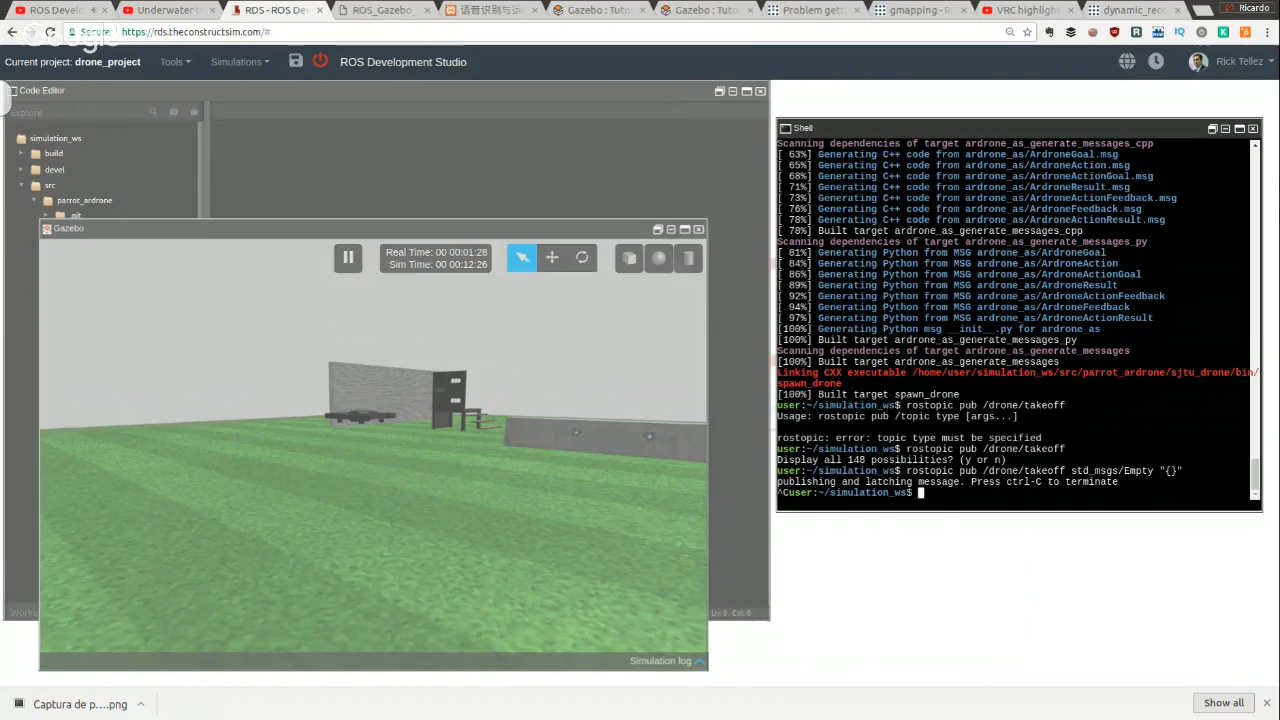 ROS Develo
Underwater t
RDS - ROS De
ROS_Gazebo_
语音识别与运
Gazebo : Tuto
Gazebo : Tuto
Problem gett
gmapping - R
VRC highligh
dynamic_reco
Ricardo
Secure
https://rds.theconstructsim.com/#
Google
Current project: drone_project
Tools
Simulations
ROS Development Studio
Rick Tellez
Code Editor
Explore
simulation_ws
build
devel
src
parrot_ardrone
.git
Gazebo
Real Time: 00 00:01:28
Sim Time: 00 00:12:26
Simulation log
Ln: 0 - Col: 0
Shell
Scanning dependencies of target ardrone_as_generate_messages_cpp
[ 63%] Generating C++ code from ardrone_as/ArdroneGoal.msg
[ 65%] Generating C++ code from ardrone_as/ArdroneAction.msg
[ 68%] Generating C++ code from ardrone_as/ArdroneActionGoal.msg
[ 71%] Generating C++ code from ardrone_as/ArdroneResult.msg
[ 73%] Generating C++ code from ardrone_as/ArdroneActionFeedback.msg
[ 76%] Generating C++ code from ardrone_as/ArdroneFeedback.msg
[ 78%] Generating C++ code from ardrone_as/ArdroneActionResult.msg
[ 78%] Built target ardrone_as_generate_messages_cpp
Scanning dependencies of target ardrone_as_generate_messages_py
[ 81%] Generating Python from MSG ardrone_as/ArdroneGoal
[ 84%] Generating Python from MSG ardrone_as/ArdroneAction
[ 86%] Generating Python from MSG ardrone_as/ArdroneActionGoal
[ 89%] Generating Python from MSG ardrone_as/ArdroneResult
[ 92%] Generating Python from MSG ardrone_as/ArdroneActionFeedback
[ 94%] Generating Python from MSG ardrone_as/ArdroneFeedback
[ 97%] Generating Python from MSG ardrone_as/ArdroneActionResult
[100%] Generating Python msg __init__.py for ardrone_as
[100%] Built target ardrone_as_generate_messages_py
Scanning dependencies of target ardrone_as_generate_messages
[100%] Built target ardrone_as_generate_messages
Linking CXX executable /home/user/simulation_ws/src/parrot_ardrone/sjtu_drone/bin/
spawn_drone
[100%] Built target spawn_drone
user:~/simulation_ws$ rostopic pub /drone/takeoff
Usage: rostopic pub /topic type [args...]
rostopic: error: topic type must be specified
user:~/simulation_ws$ rostopic pub /drone/takeoff
Display all 148 possibilities? (y or n)
user:~/simulation_ws$ rostopic pub /drone/takeoff std_msgs/Empty "{}"
publishing and latching message. Press ctrl-C to terminate
^Cuser:~/simulation_ws$
Captura de p....png
Show all